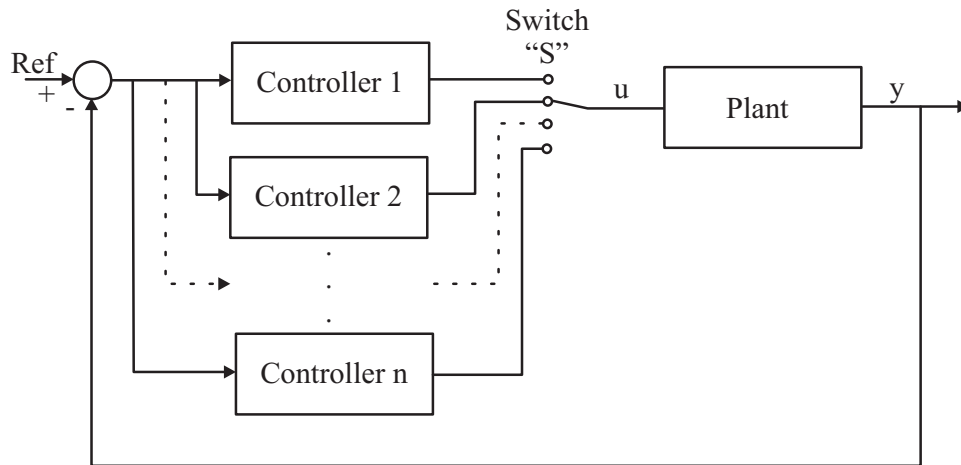 Switch
“S”
Ref
+
-
Controller 1
u
Plant
y
Controller 2
.
.
.
Controller n